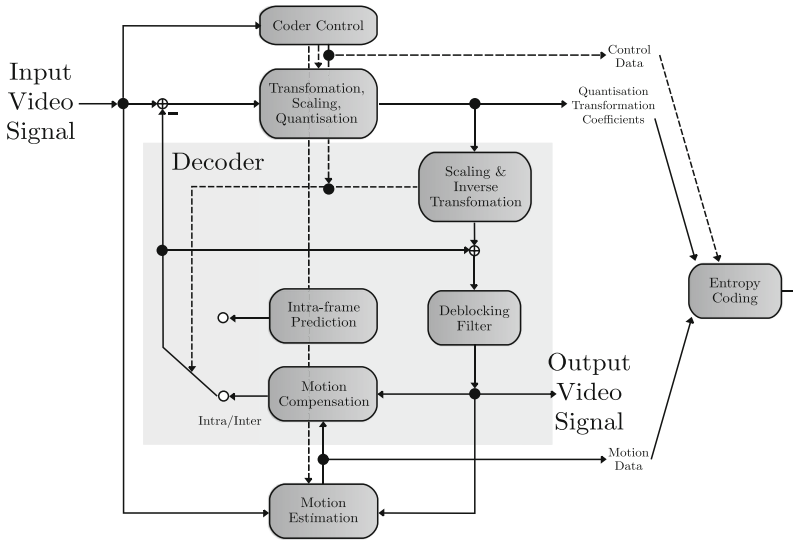 Coder Control
Control
Data
Input
Video
Signal
Transfomation,
Scaling,
Quantisation
Quantisation
Transformation
Coefficients
Decoder
Scaling &
Inverse
Transfomation
Entropy
Coding
Intra-frame
Prediction
Deblocking
Filter
Output
Video
Signal
Motion
Compensation
Intra/Inter
Motion
Data
Motion
Estimation